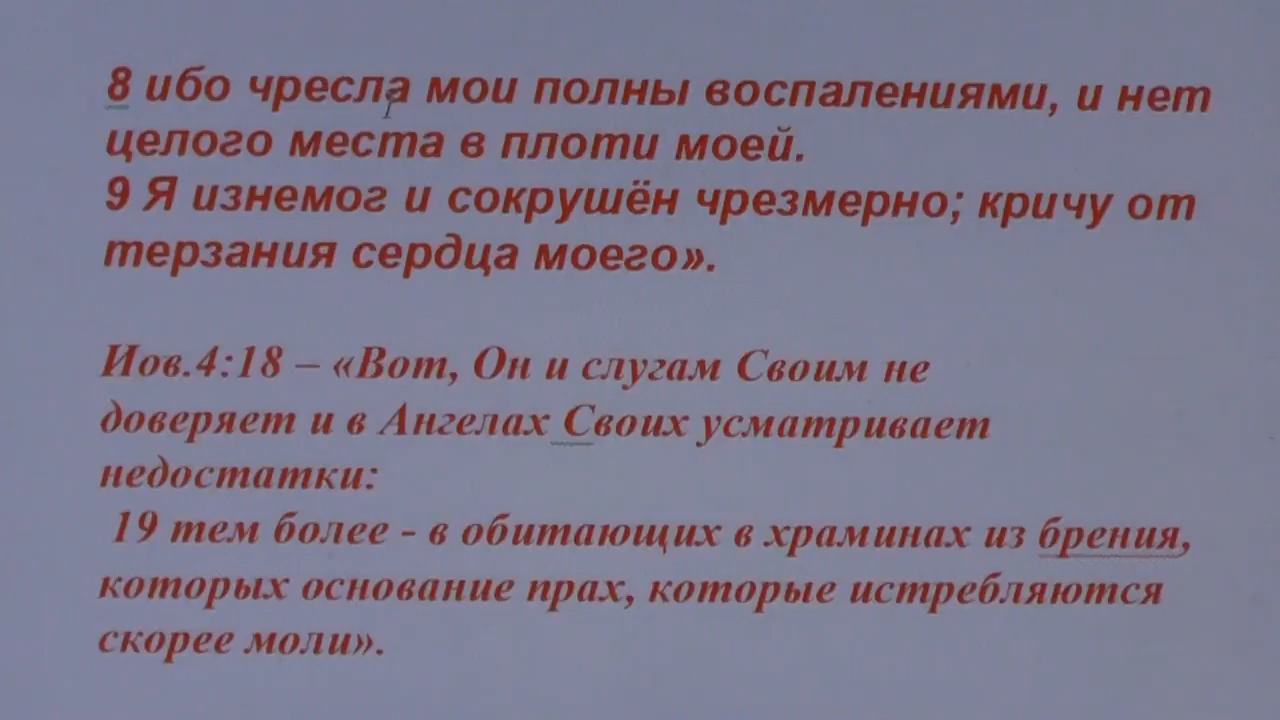 8 ибо чресла мои полны воспалениями, и нет
целого места в плоти моей.
9 Я изнемог и сокрушён чрезмерно; кричу от
терзания сердца моего».
Иов.4:18 – «Вот, Он и слугам Своим не
доверяет и в Ангелах Своих усматривает
недостатки:
19 тем более - в обитающих в храминах из брения,
которых основание прах, которые истребляются
скорее моли».